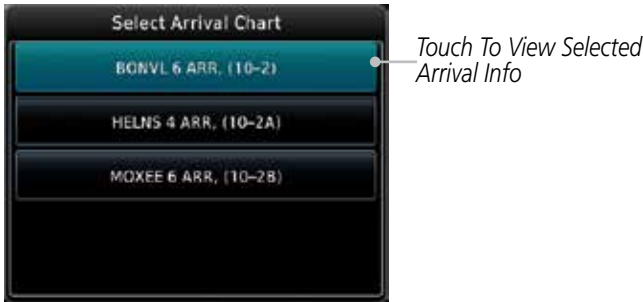 Select Arrival Chart
BONVL 6 ARR, (10-2)
HELNS 4 ARR, (10-2A)
MOXEE 6 ARR, (10-2B)
Touch To View Selected
Arrival Info